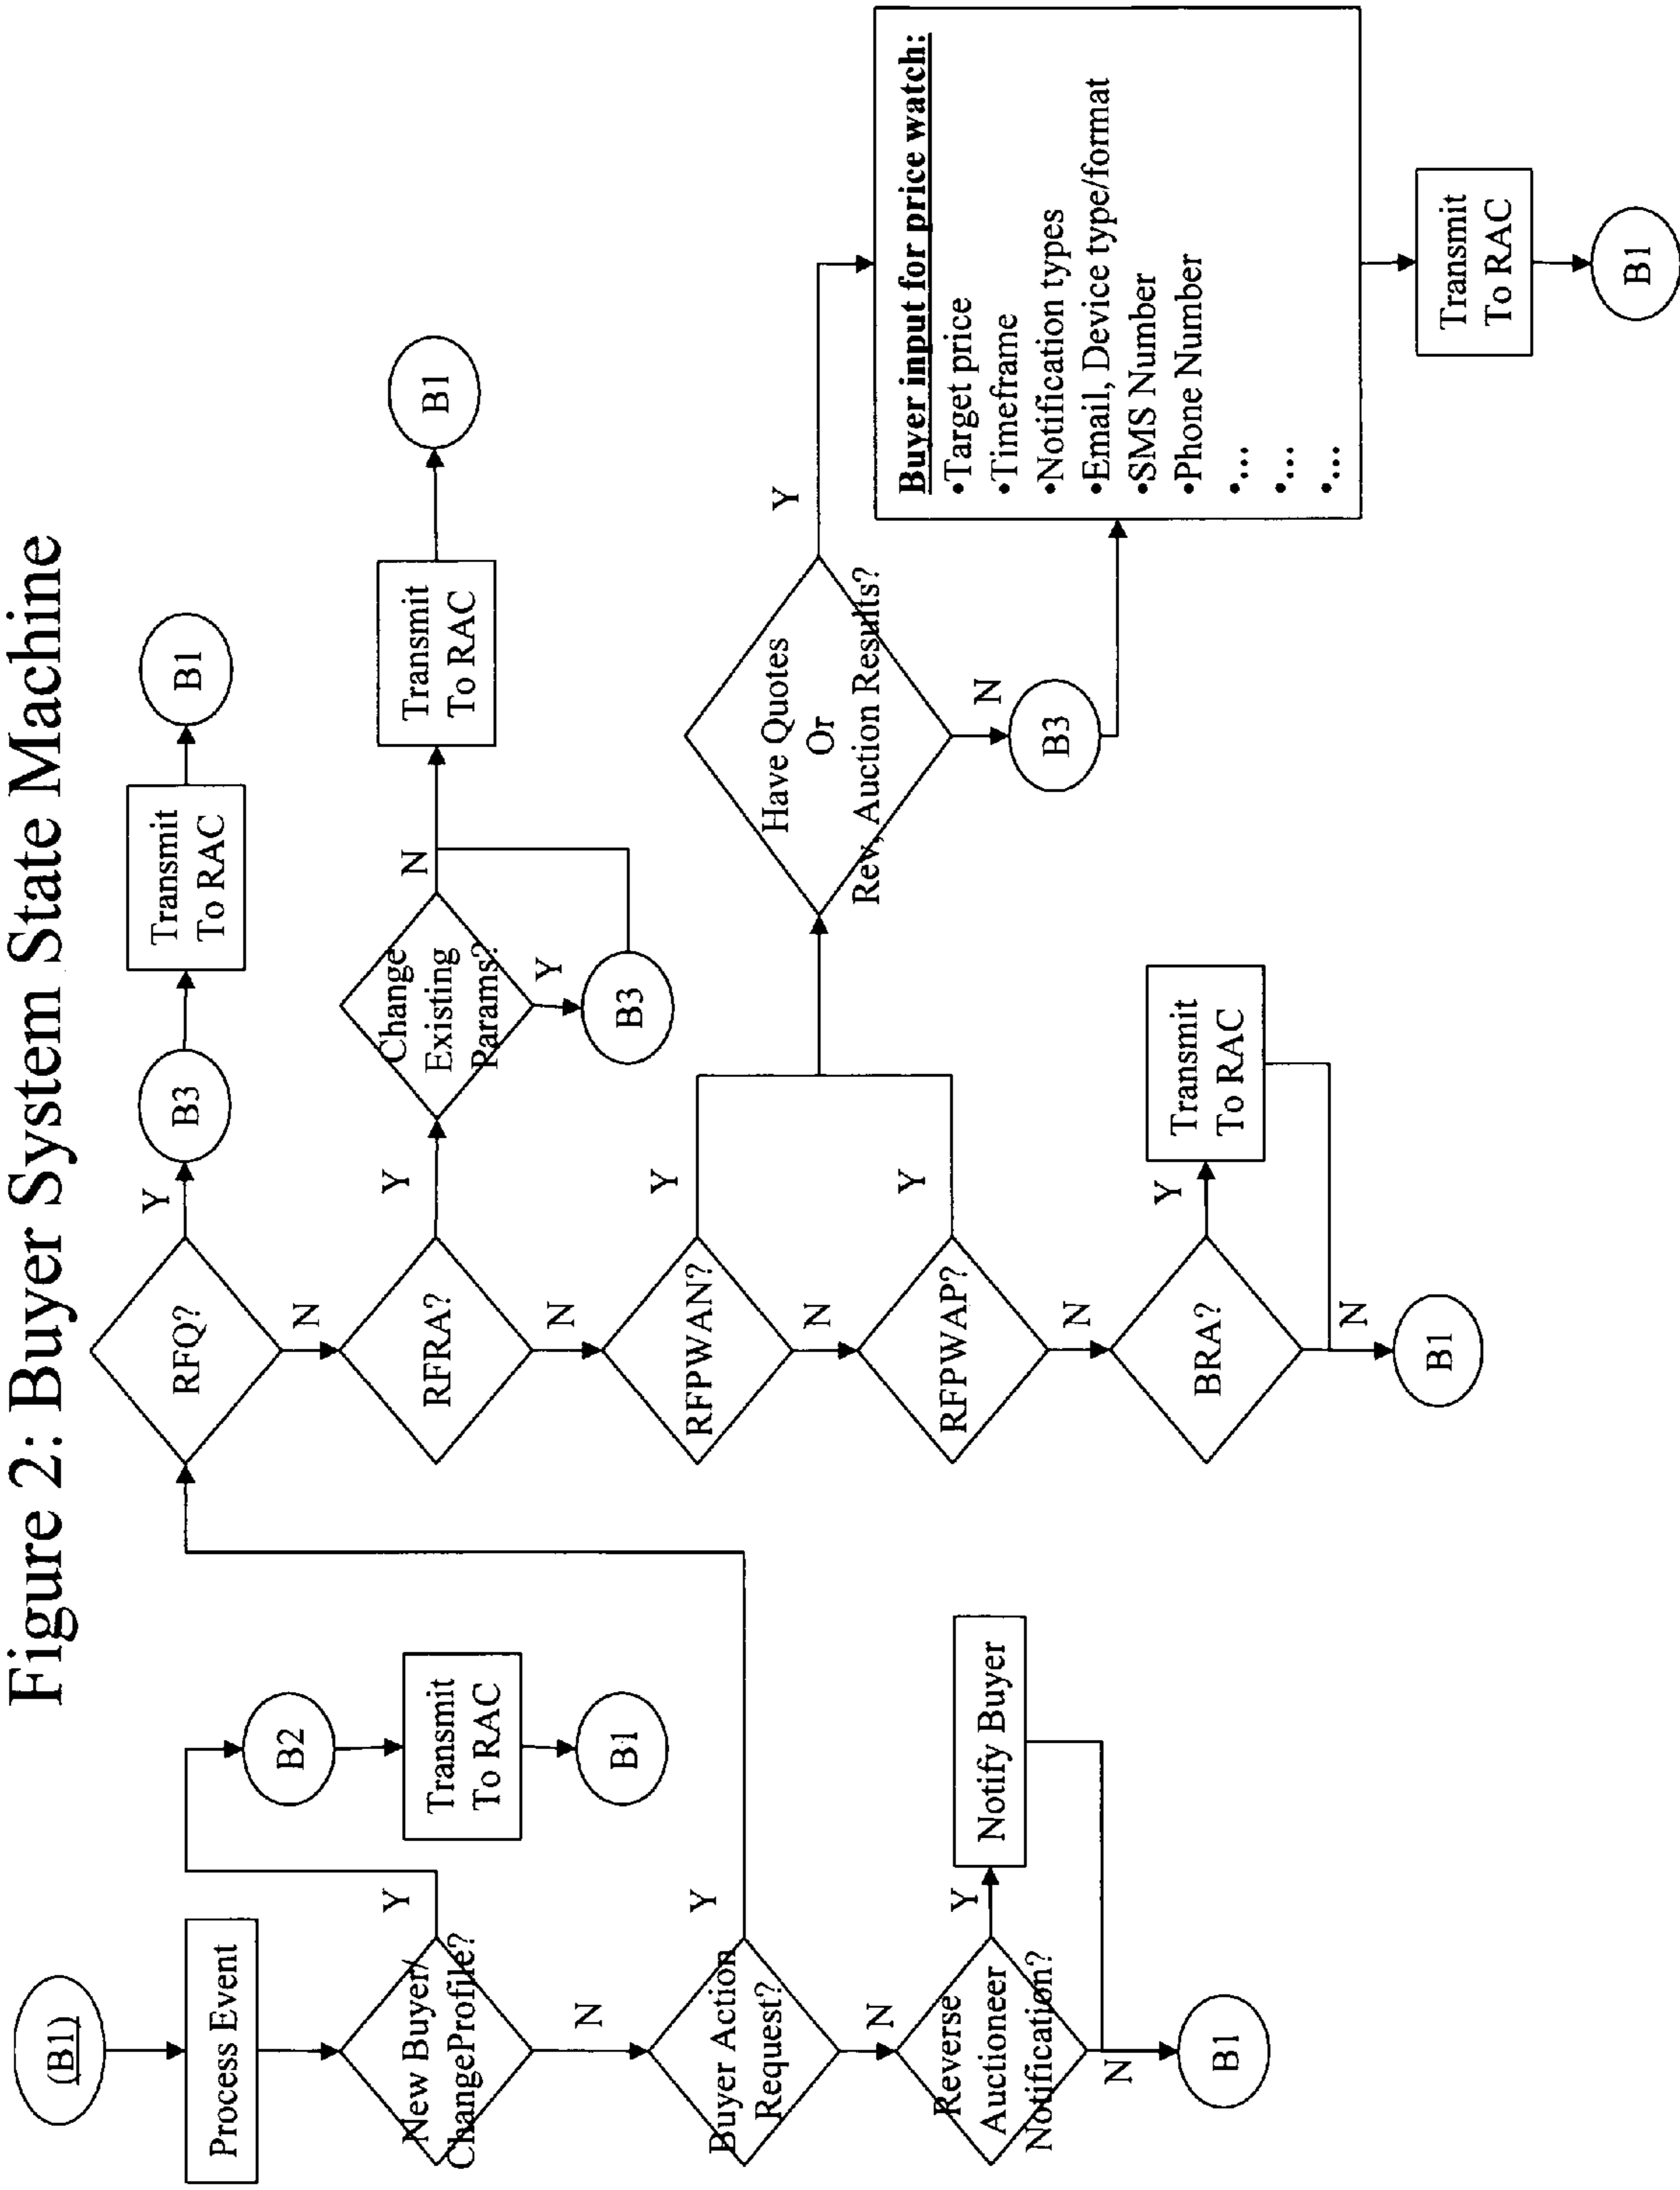 Figure 2: Buyer System State Machine
(B1)
Process Event
New Buyer/
ChangeProfile?
Y
N
B2
Transmit
To RAC
B1
Buyer Action
Request?
Y
N
Reverse
Auctioneer
Notification?
Y
N
Notify Buyer
B1
RFQ?
Y
N
B3
Transmit
To RAC
B1
RFRA?
Y
N
Change
Existing
Params?
N
Y
B3
Transmit
To RAC
B1
RFPWAN?
Y
N
RFPWAP?
Y
N
Have Quotes
Or
Rev, Auction Results?
Y
N
B3
Buyer input for price watch:
•Target price
•Timeframe
•Notification types
•Email, Device type/format
•SMS Number
•Phone Number
•...
•...
•...
Transmit
To RAC
B1
BRA?
Y
N
Transmit
To RAC
B1